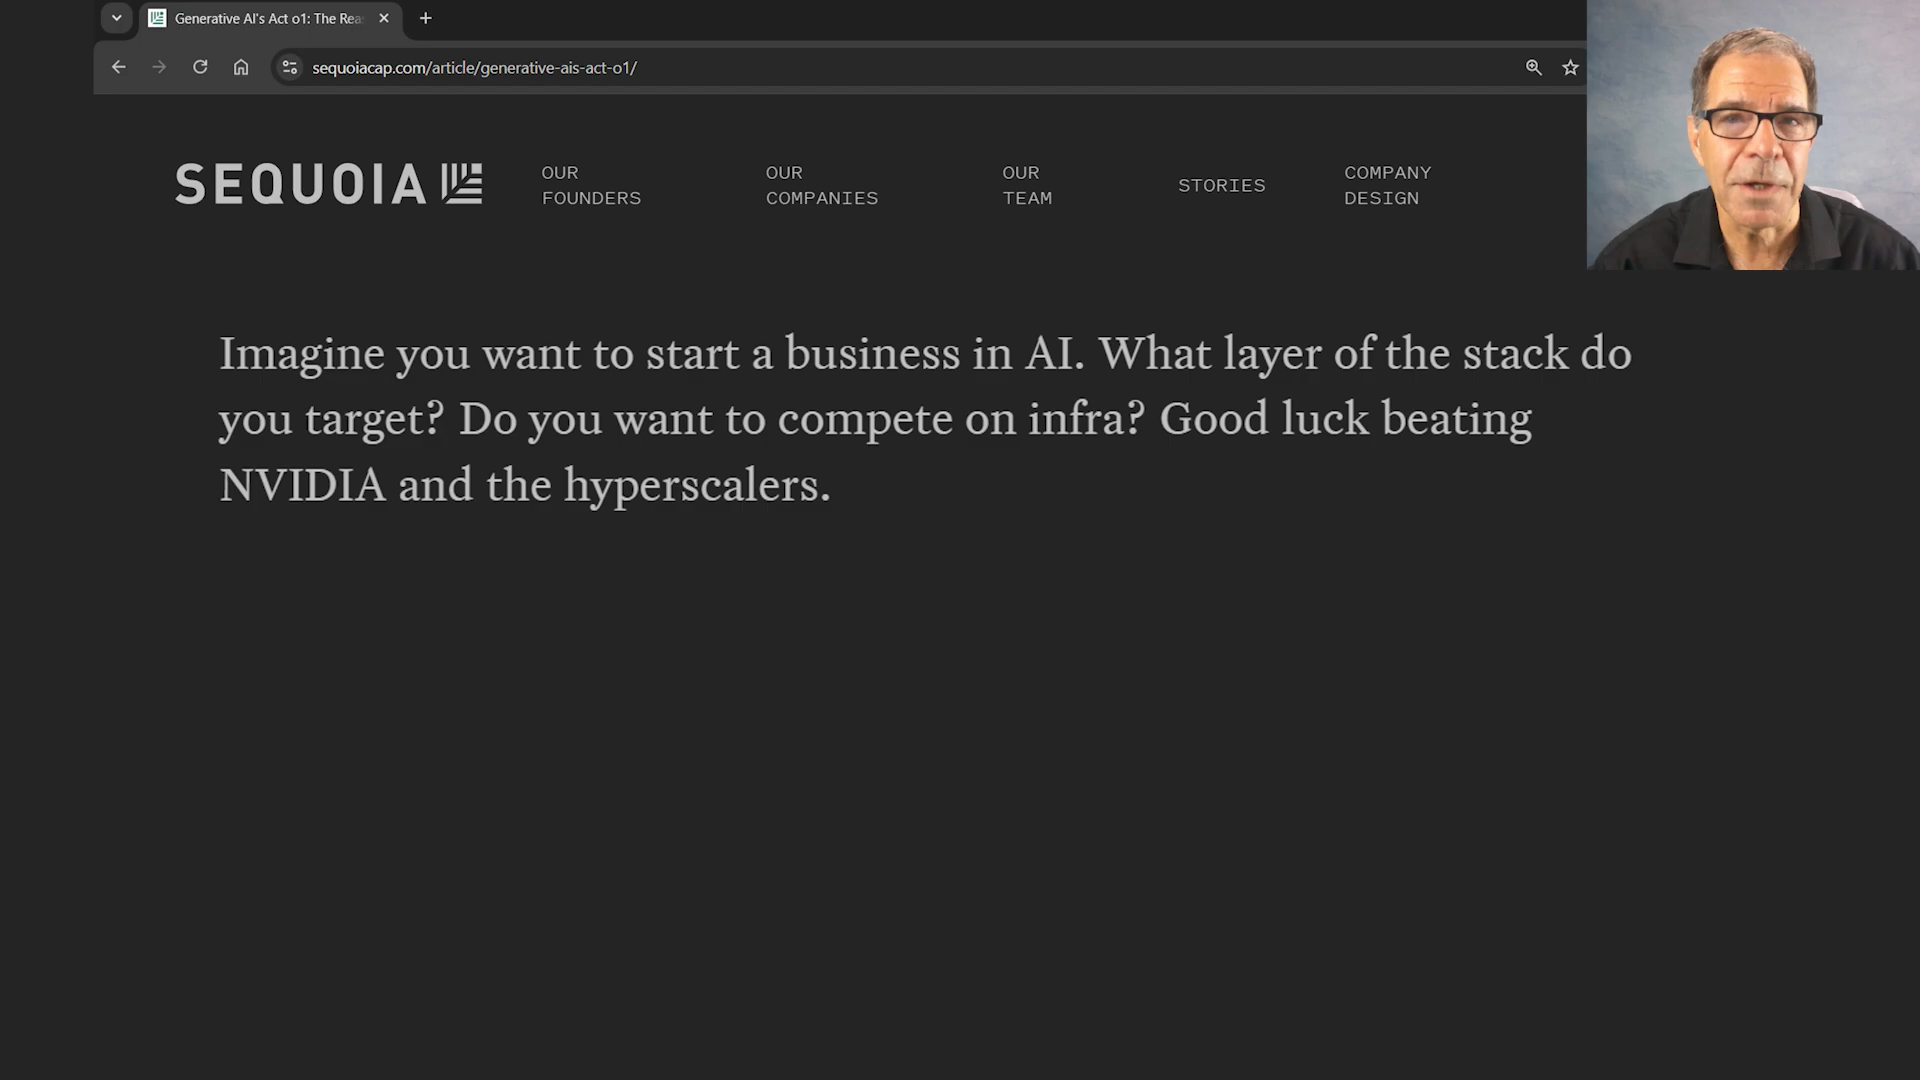 Generative AI's Act o1: The Rea
sequoiacap.com/article/generative-ais-act-o1/
SEQUOIA
OUR FOUNDERS
OUR COMPANIES
OUR TEAM
STORIES
COMPANY DESIGN
Imagine you want to start a business in AI. What layer of the stack do
you target? Do you want to compete on infra? Good luck beating
NVIDIA and the hyperscalers.